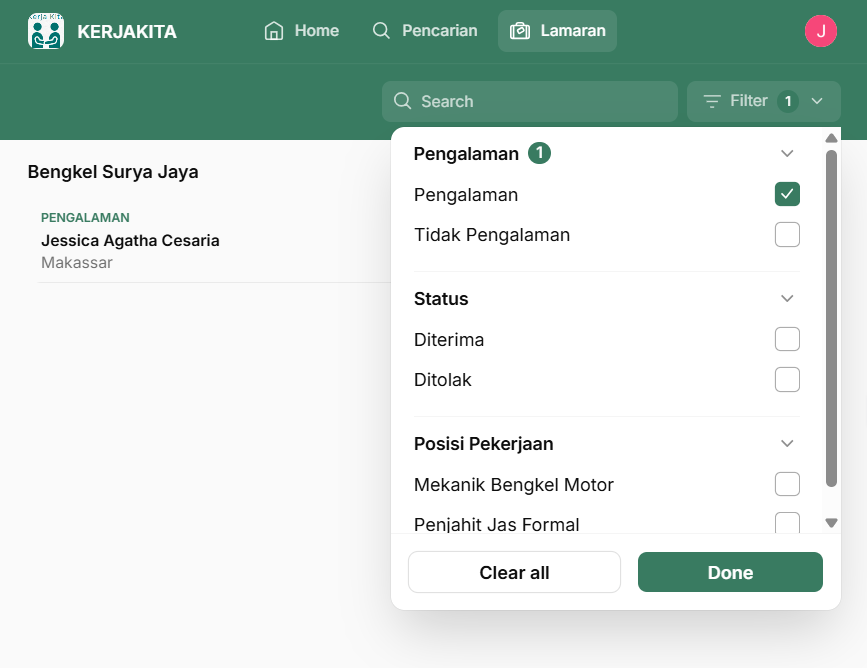 Kerja Kita
KERJAKITA
Home
Pencarian
Lamaran
J
Search
Filter 1
Bengkel Surya Jaya
PENGALAMAN
Jessica Agatha Cesaria
Makassar
Pengalaman 1
Pengalaman
Tidak Pengalaman
Status
Diterima
Ditolak
Posisi Pekerjaan
Mekanik Bengkel Motor
Penjahit Jas Formal
Clear all
Done